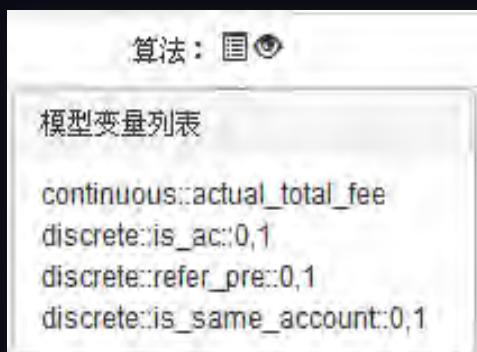 算法：
模型变量列表
continuous::actual_total_fee
discrete::is_ac::0,1
discrete::refer_pre::0,1
discrete::is_same_account::0,1